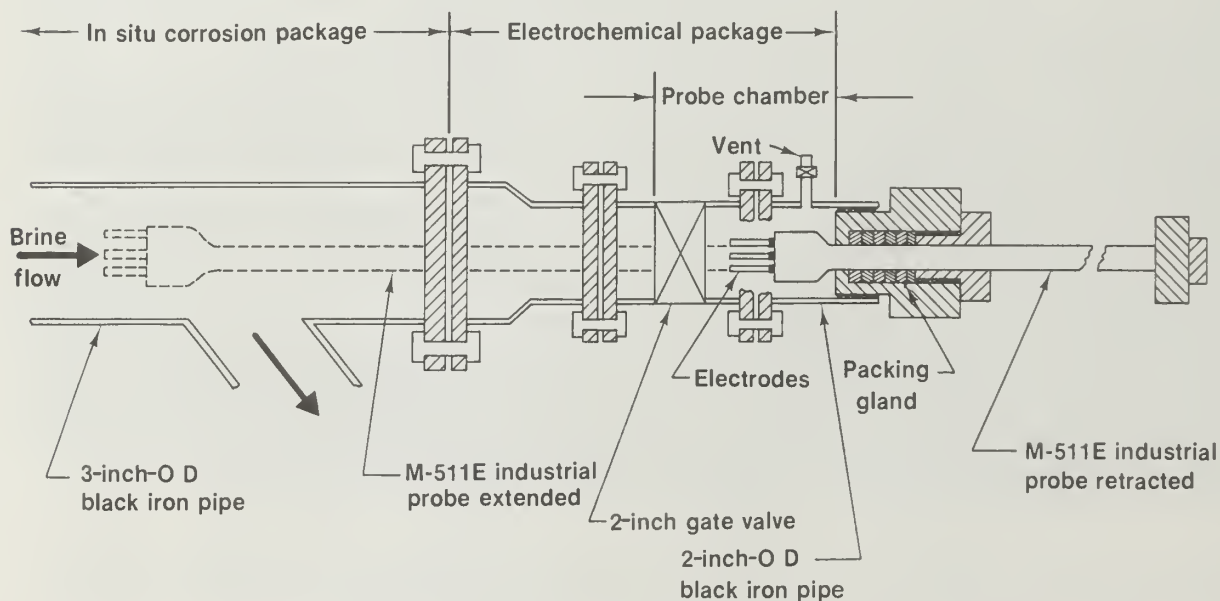 In situ corrosion package
Electrochemical package
Probe chamber
Vent
Brine
flow
Electrodes
Packing
gland
3-inch-O D
black iron pipe
M-511E industrial
probe extended
M-511E industrial
probe retracted
2-inch gate valve
2-inch-O D
black iron pipe